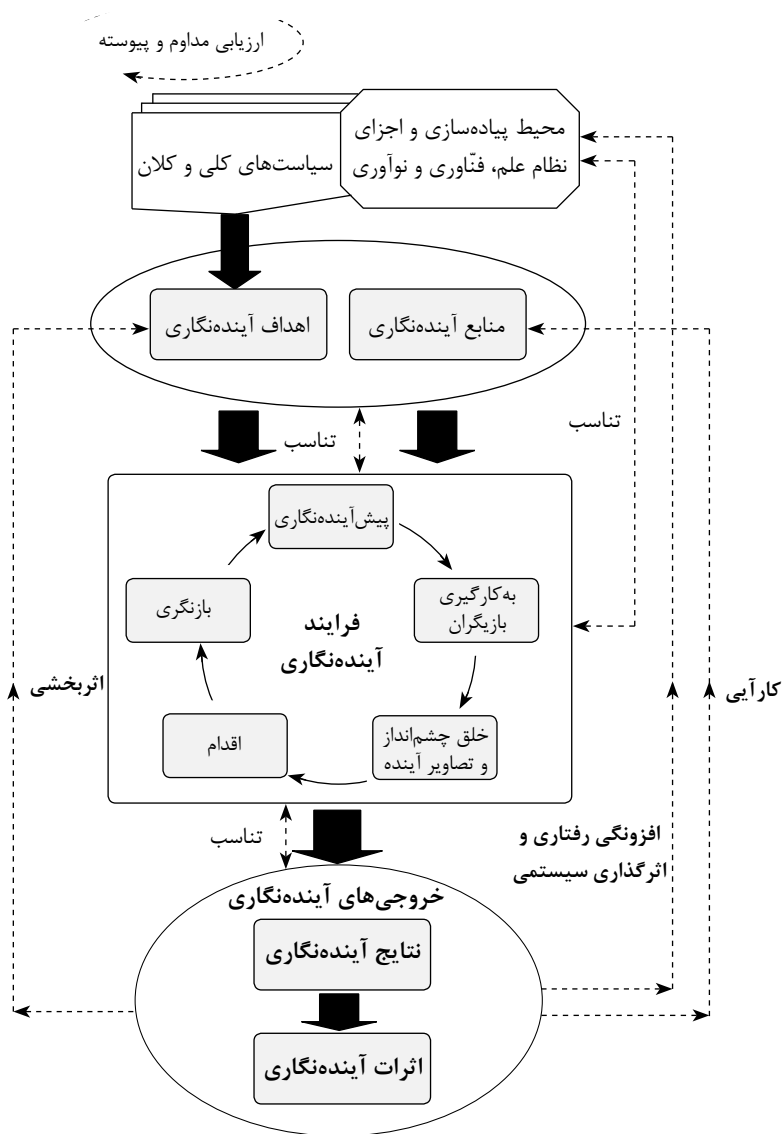 ارزیابی مداوم و پیوسته
محیط پیاده‌سازی و اجزای
نظام علم، فنّاوری و نوآوری
سیاست‌های کلی و کلان
منابع آینده‌نگاری
اهداف آینده‌نگاری
تناسب
تناسب
پیش‌آینده‌نگاری
به‌کارگیری
بازیگران
بازنگری
فرایند
آینده‌نگاری
خلق چشم‌انداز
و تصاویر آینده
اقدام
کارآیی
اثربخشی
افزونگی رفتاری و
اثرگذاری سیستمی
تناسب
خروجی‌های آینده‌نگاری
نتایج آینده‌نگاری
اثرات آینده‌نگاری